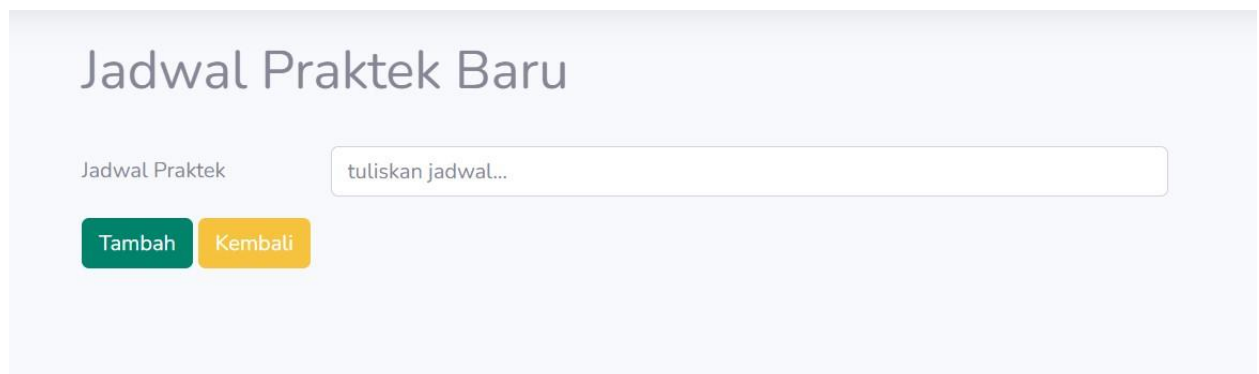 Jadwal Praktek Baru
Jadwal Praktek
tuliskan jadwal...
Tambah Kembali